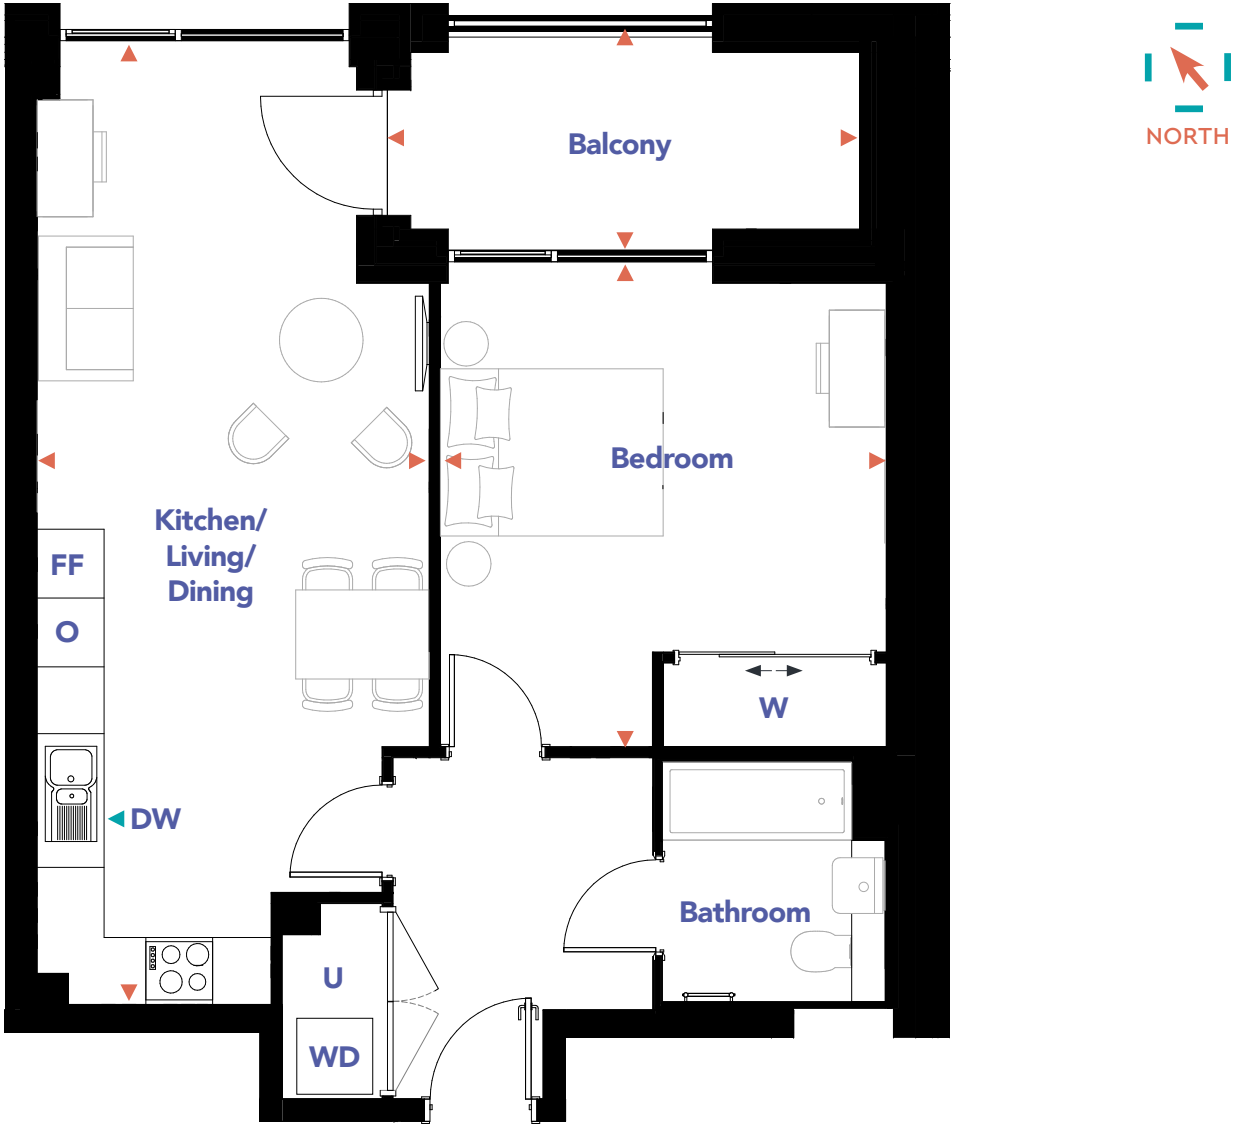 NORTH
Balcony
Bedroom
Kitchen/
Living/
Dining
FF
O
W
DW
Bathroom
U
WD